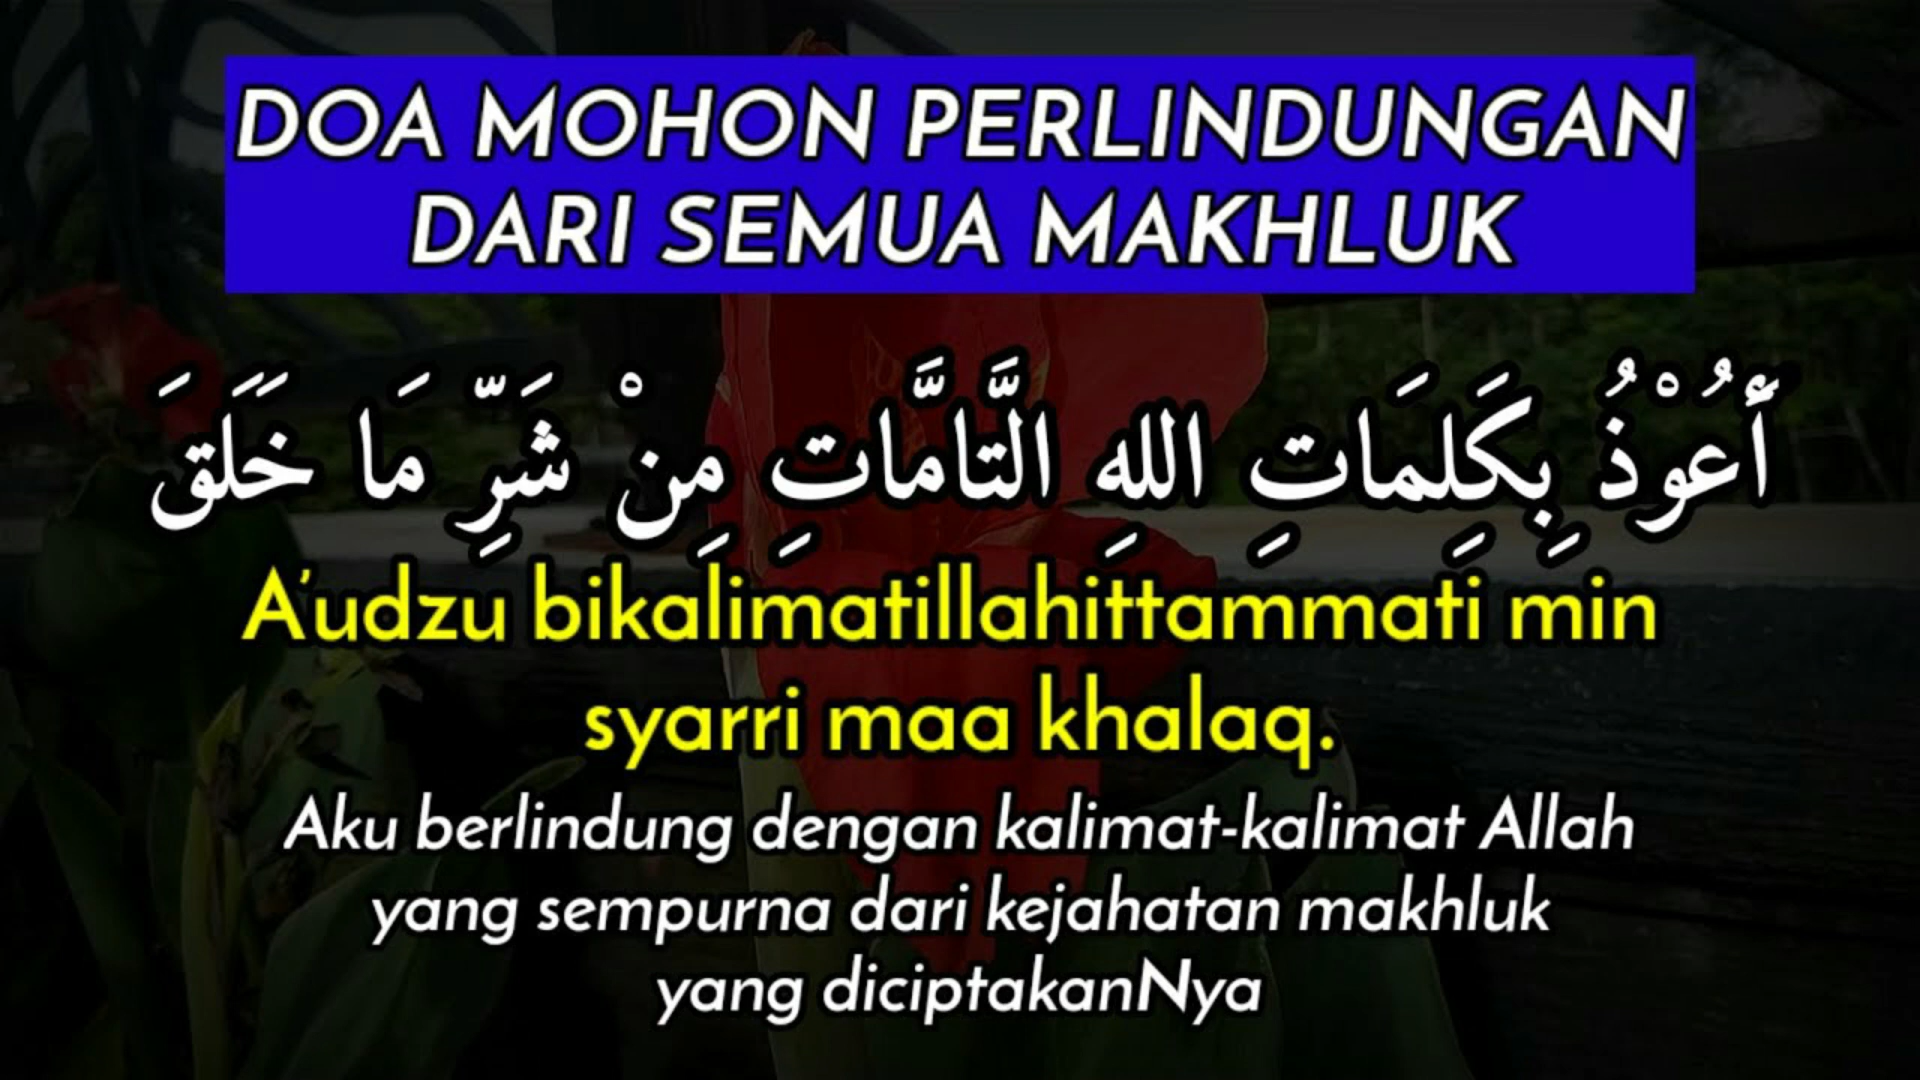 DOA MOHON PERLINDUNGAN
DARI SEMUA MAKHLUK
أَعُوْذُ بِكَلِمَاتِ اللهِ التَّامَّاتِ مِنْ شَرِّ مَا خَلَقَ
A'udzu bikalimatillahittammati min
syarri maa khalaq.
Aku berlindung dengan kalimat-kalimat Allah
yang sempurna dari kejahatan makhluk
yang diciptakanNya